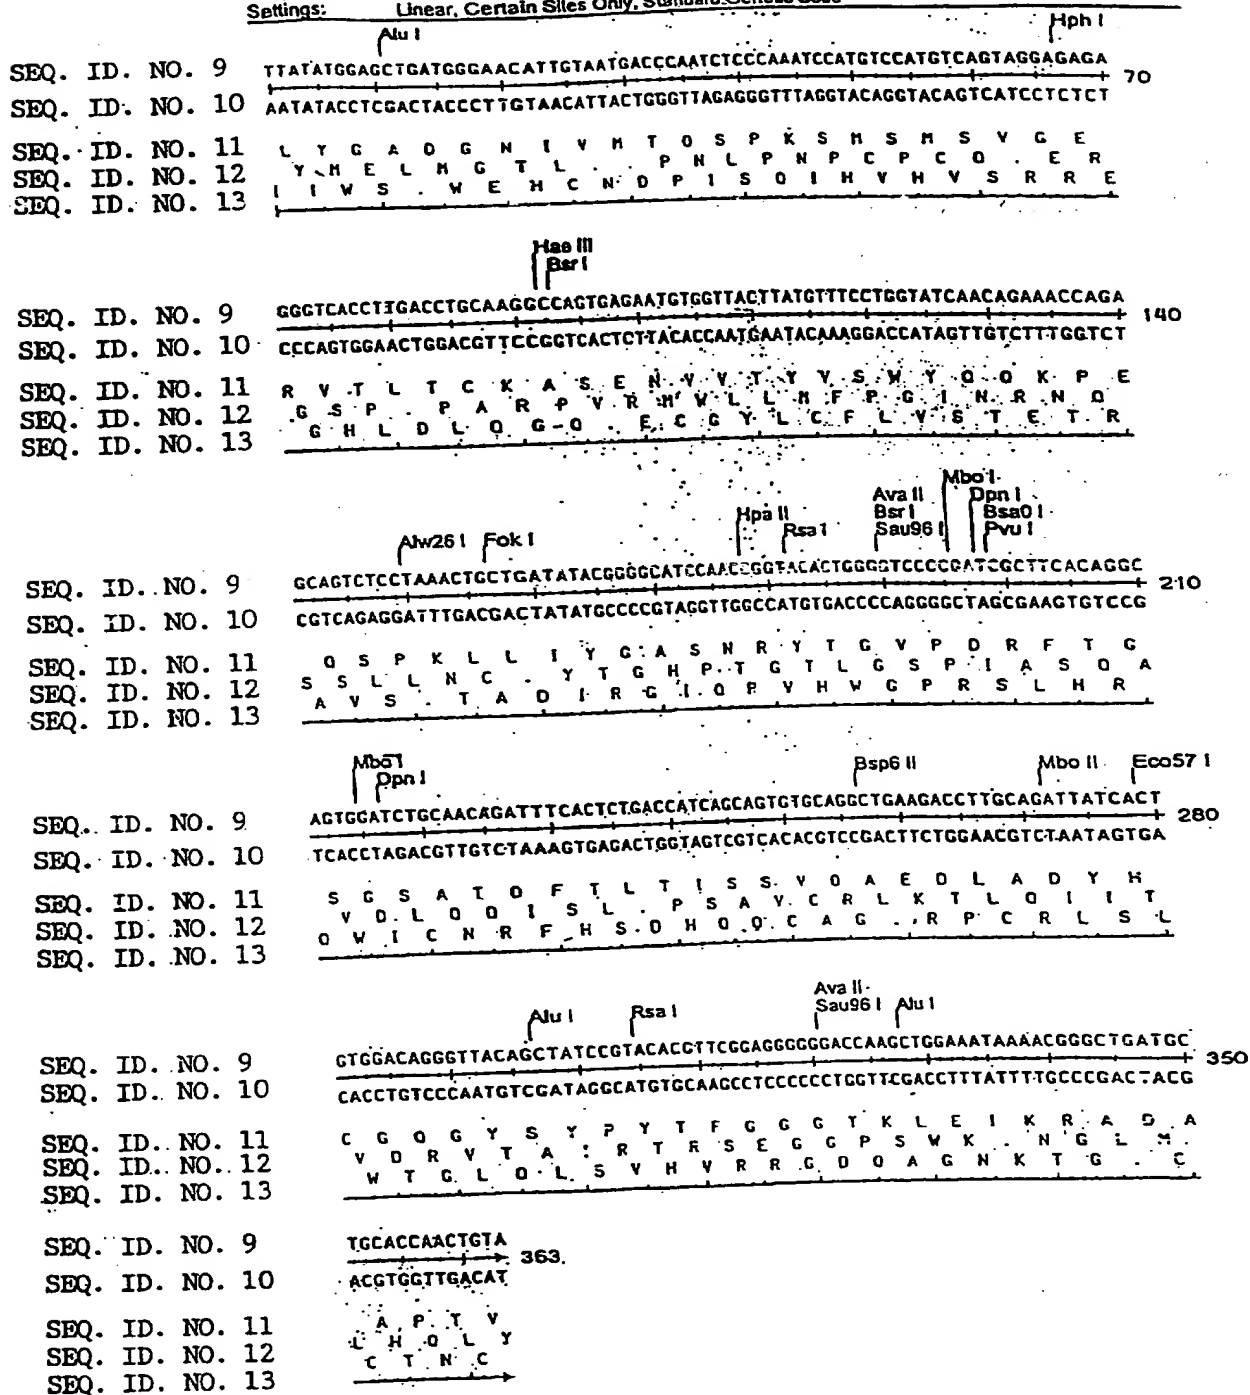 Settings: Linear, Certain Sites Only, Standard Genetic Code
Alu I Hph I
SEQ. ID. NO. 9 TTATATGGAGCTGATGGGAACATTGTAATGACCCAATCTCCCAAATCCATGTCCATGTCAGTAGGAGAGA 70
SEQ. ID. NO. 10 AATATACCTCGACTACCCTTGTAACATTACTGGGTTAGAGGGTTTAGGTACAGGTACAGTCATCCTCTCT
SEQ. ID. NO. 11 L Y G A D G N I V M T Q S P K S M S M S V G E
SEQ. ID. NO. 12 Y M E L M G T L . . P N L P N P C P C Q . E R
SEQ. ID. NO. 13 I I W S . W E H C N D P I S Q I H V H V S R R E
Hae III
Bsr I
SEQ. ID. NO. 9 GGGTCACCTTGACCTGCAAGGCCAGTGAGAATGTGGTTACTTATGTTTCCTGGTATCAACAGAAACCAGA 140
SEQ. ID. NO. 10 CCCAGTGGAACTGGACGTTCCGGTCACTCTTACACCAATGAATACAAAGGACCATAGTTGTCTTTGGTCT
SEQ. ID. NO. 11 R V T L T C K A S E N V V T Y V S W Y Q Q K P E
SEQ. ID. NO. 12 G S P . P A R P V R M W L L M F P G I N R N Q
SEQ. ID. NO. 13 G H L D L Q G Q . E C G Y L C F L V S T E T R
Mbo I
Ava II Dpn I
Hpa II Bsr I BsaO I
Alw26 I Fok I Rsa I Sau96 I Pvu I
SEQ. ID. NO. 9 GCAGTCTCCTAAACTGCTGATATACGGGGCATCCAACCGGTACACTGGGGTCCCCGATCGCTTCACAGGC 210
SEQ. ID. NO. 10 CGTCAGAGGATTTGACGACTATATGCCCCGTAGGTTGGCCATGTGACCCCAGGGGCTAGCGAAGTGTCCG
SEQ. ID. NO. 11 Q S P K L L I Y G A S N R Y T G V P D R F T G
SEQ. ID. NO. 12 S S L L N C . Y T G H P T G T L G S P I A S Q A
SEQ. ID. NO. 13 A V S . T A D I R G I Q P V H W G P R S L H R
Mbo I
Dpn I Bsp6 II Mbo II Eco57 I
SEQ. ID. NO. 9 AGTGGATCTGCAACAGATTTCACTCTGACCATCAGCAGTGTGCAGGCTGAAGACCTTGCAGATTATCACT 280
SEQ. ID. NO. 10 TCACCTAGACGTTGTCTAAAGTGAGACTGGTAGTCGTCACACGTCCGACTTCTGGAACGTCTAATAGTGA
SEQ. ID. NO. 11 S G S A T D F T L T I S S V Q A E D L A D Y H
SEQ. ID. NO. 12 V D L Q Q I S L . P S A V C R L K T L Q I I T
SEQ. ID. NO. 13 Q W I C N R F H S D H Q Q C A G . R P C R L S L
Ava II
Alu I Rsa I Sau96 I Alu I
SEQ. ID. NO. 9 GTGGACAGGGTTACAGCTATCCGTACACGTTCGGAGGGGGGACCAAGCTGGAAATAAAACGGGCTGATGC 350
SEQ. ID. NO. 10 CACCTGTCCCAATGTCGATAGGCATGTGCAAGCCTCCCCCCTGGTTCGACCTTTATTTTGCCCGACTACG
SEQ. ID. NO. 11 C G Q G Y S Y P Y T F G G G T K L E I K R A D A
SEQ. ID. NO. 12 V D R V T A I R T R S E G G P S W K . N G L M
SEQ. ID. NO. 13 W T G L Q L S V H V R R G D Q A G N K T G . C
SEQ. ID. NO. 9 TGCACCAACTGTA 363
SEQ. ID. NO. 10 ACGTGGTTGACAT
SEQ. ID. NO. 11 A P T V
SEQ. ID. NO. 12 L H Q L Y
SEQ. ID. NO. 13 C T N C